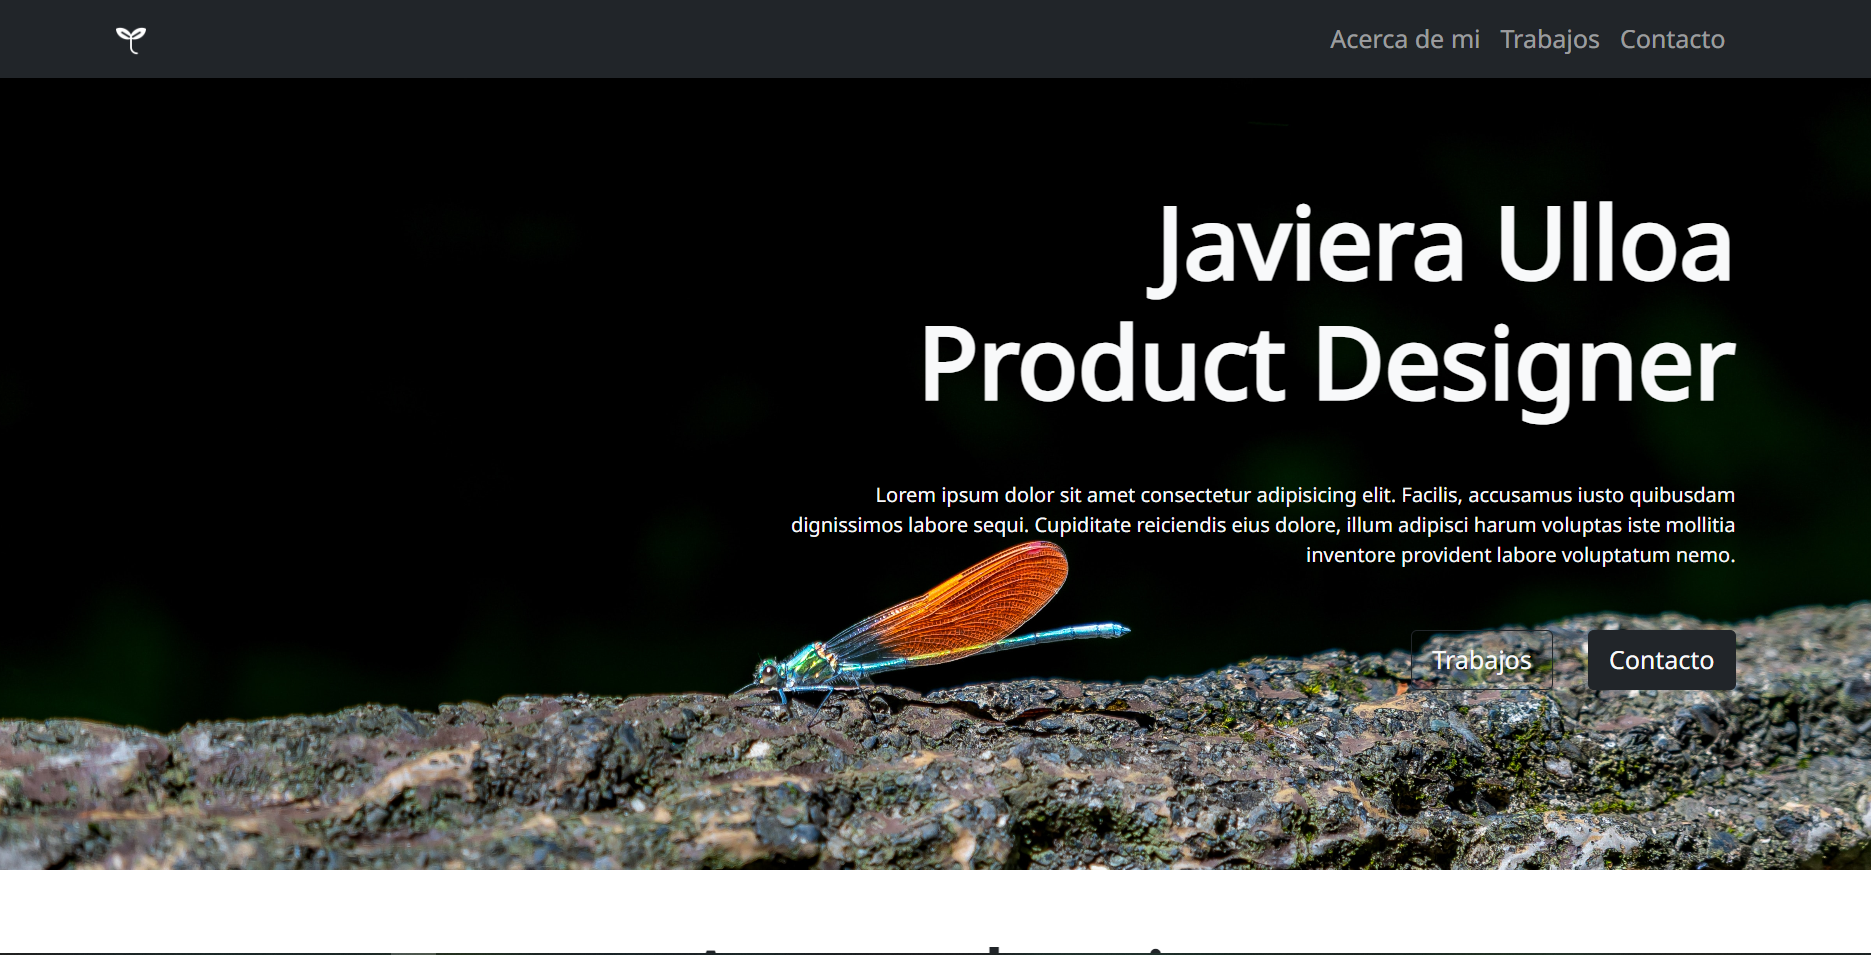 Acerca de mi Trabajos Contacto
Javiera Ulloa
Product Designer
Lorem ipsum dolor sit amet consectetur adipisicing elit. Facilis, accusamus iusto quibusdam
dignissimos labore sequi. Cupiditate reiciendis eius dolore, illum adipisci harum voluptas iste mollitia
inventore provident labore voluptatum nemo.
Trabajos Contacto